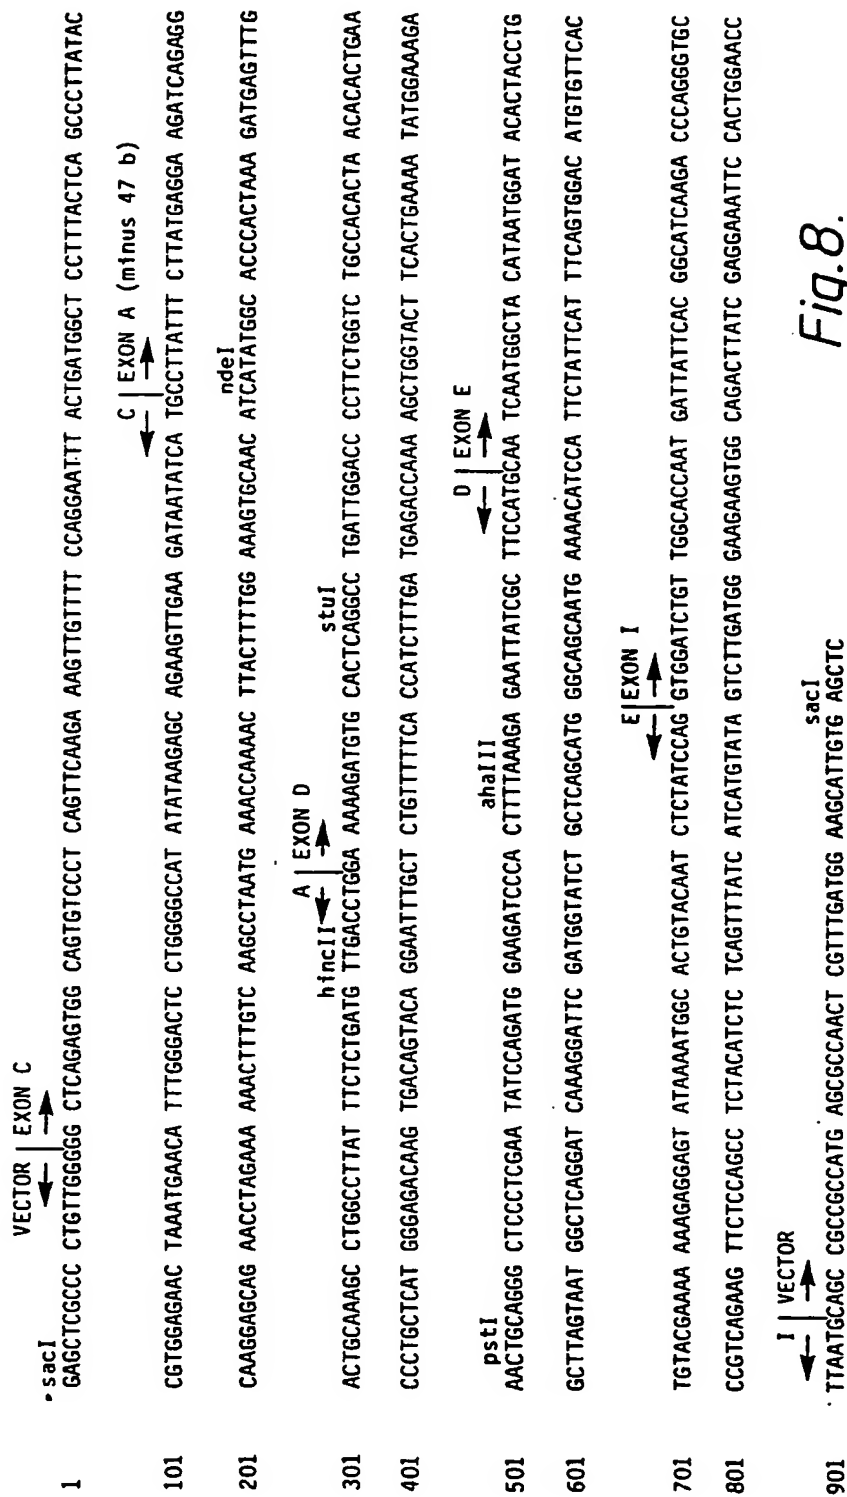 VECTOR | EXON C
sacI
1 GAGCTCGCCC CTGTTGGGGG CTCAGAGTGG CAGTGTCCCT CAGTTCAAGA AAGTTGTTTT CCAGGAATTT ACTGATGGCT CCTTTACTCA GCCCTTATAC
C | EXON A (minus 47 b)
101 CGTGGAGAAC TAAATGAACA TTTGGGACTC CTGGGGCCAT ATATAAGAGC AGAAGTTGAA GATAATATCA TGCCTTATTT CTTATGAGGA AGATCAGAGG
ndeI
201 CAAGGAGCAG AACCTAGAAA AAACTTTGTC AAGCCTAATG AAACCAAAAC TTACTTTTGG AAAGTGCAAC ATCATATGGC ACCCACTAAA GATGAGTTTG
A | EXON D
hincII stuI
301 ACTGCAAAGC CTGGCCTTAT TTCTCTGATG TTGACCTGGA AAAAGATGTG CACTCAGGCC TGATTGGACC CCTTCTGGTC TGCCACACTA ACACACTGAA
401 CCCTGCTCAT GGGAGACAAG TGACAGTACA GGAATTTGCT CTGTTTTTCA CCATCTTTGA TGAGACCAAA AGCTGGTACT TCACTGAAAA TATGGAAAGA
D | EXON E
pstI ahaIII
501 AACTGCAGGG CTCCCTCGAA TATCCAGATG GAAGATCCCA CTTTTAAAGA GAATTATCGC TTCCATGCAA TCAATGGCTA CATAATGGAT ACACTACCTG
601 GCTTAGTAAT GGCTCAGGAT CAAAGGATTC GATGGTATCT GCTCAGCATG GGCAGCAATG AAAACATCCA TTCTATTCAT TTCAGTGGAC ATGTGTTCAC
E | EXON I
701 TGTACGAAAA AAAGAGGAGT ATAAAATGGC ACTGTACAAT CTCTATCCAG GTGGATCTGT TGGCACCAAT GATTATTCAC GGCATCAAGA CCCAGGGTGC
801 CCGTCAGAAG TTCTCCAGCC TCTACATCTC TCAGTTTATC ATCATGTATA GTCTTGATGG GAAGAAGTGG CAGACTTATC GAGGAAATTC CACTGGAACC
I | VECTOR
sacI
901 TTAATGCAGC CGCCGCCATG AGCGCCAACT CGTTTGATGG AAGCATTGTG AGCTC
Fig. 8.